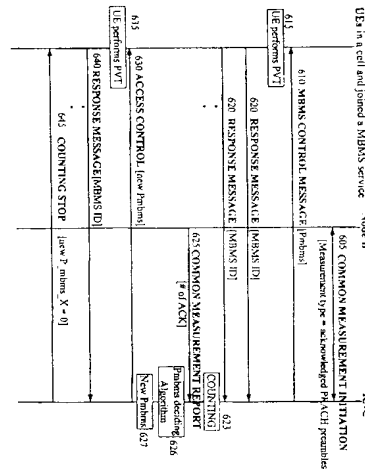 UEs in a cell and joined a MBMS service
605 COMMON MEASUREMENT INITIATION
[Measurement type = acknowledged PRACH preambles
610 MBMS CONTROL MESSAGE [Pmbms]
615
UE performs PVT
620 RESPONSE MESSAGE [MBMS ID]
620 RESPONSE MESSAGE [MBMS ID]
623
COUNTING
625 COMMON MEASUREMENT REPORT
[# of ACK]
626
Pmbms deciding
Algorithm
New Pmbms
627
630 ACCESS CONTROL [new Pmbms]
635
UE performs PVT
640 RESPONSE MESSAGE [MBMS ID]
645 COUNTING STOP
[new P_mbms_X = 0]